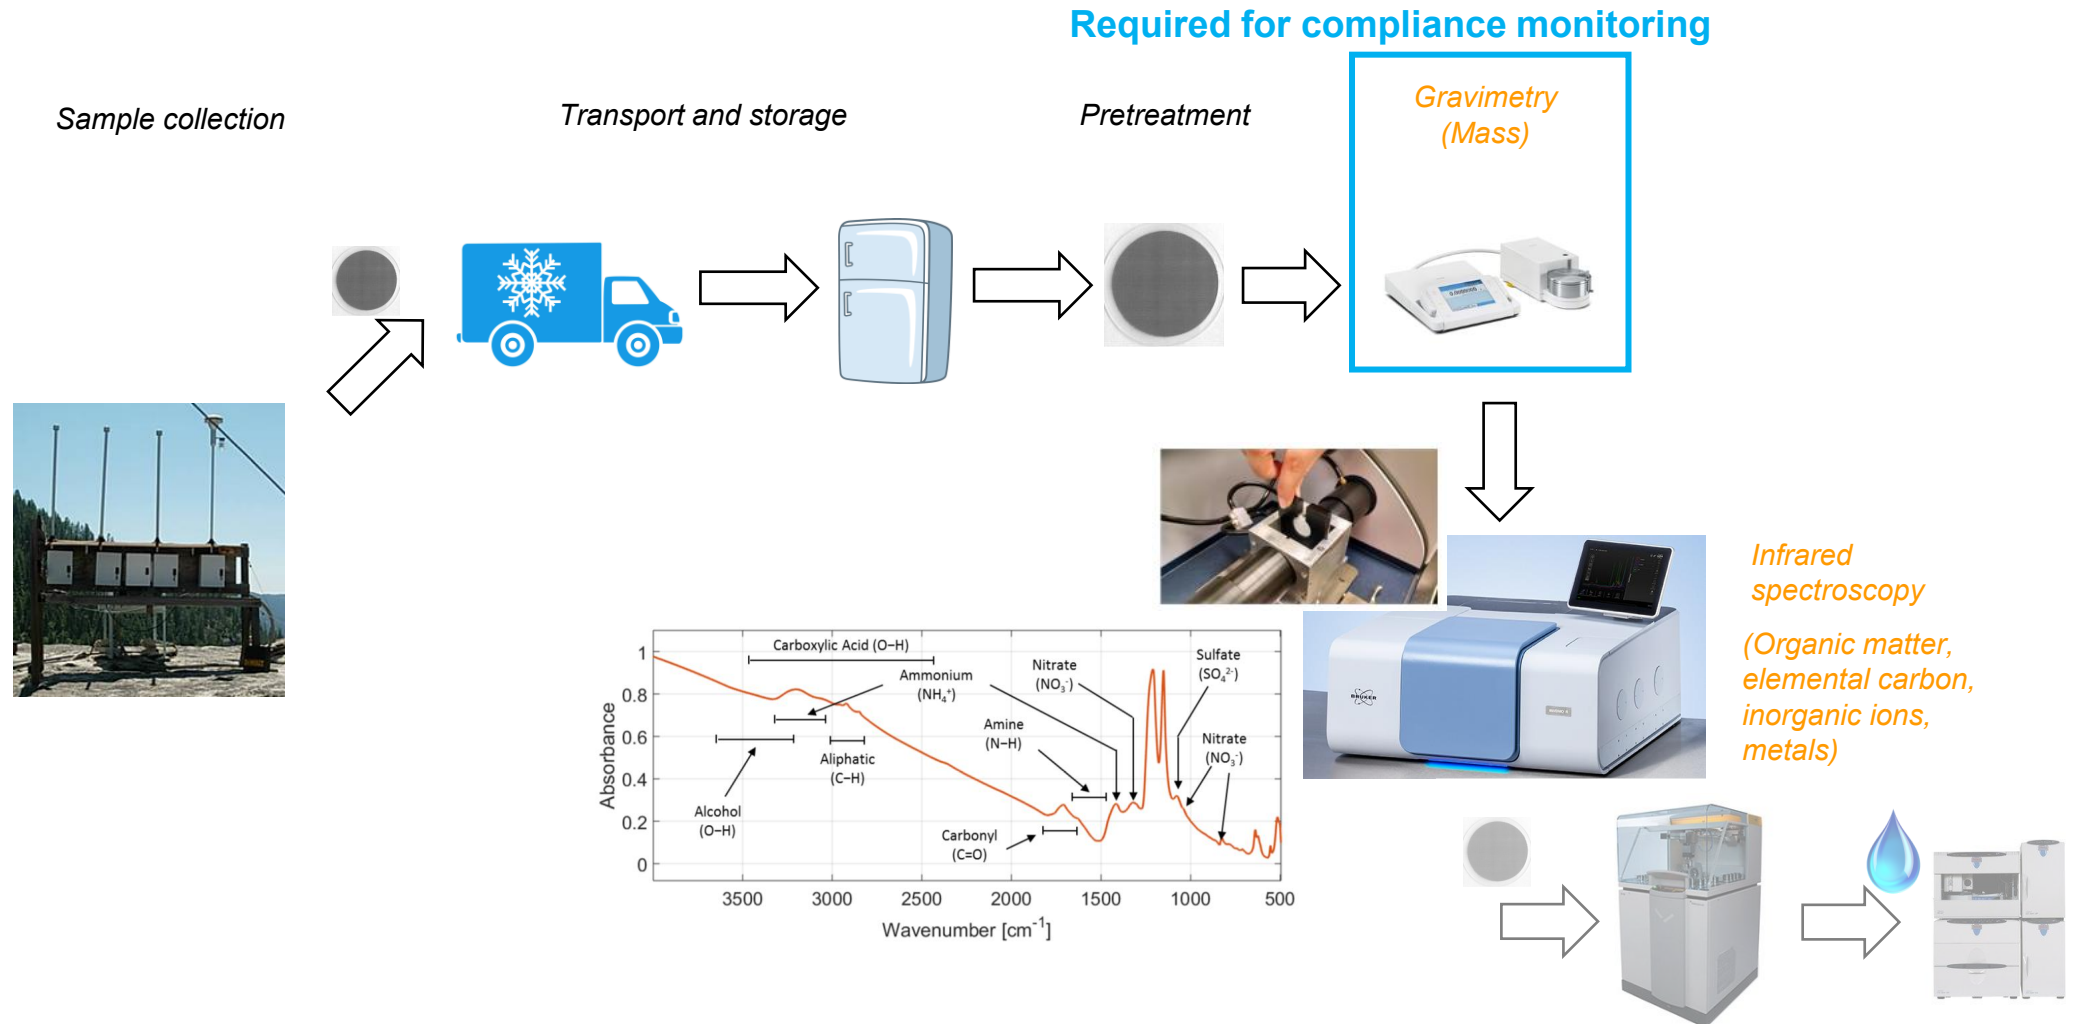 Required for compliance monitoring
Sample collection
Transport and storage
Pretreatment
Gravimetry
(Mass)
Infrared
spectroscopy
(Organic matter,
elemental carbon,
inorganic ions,
metals)
BRUKER
Carboxylic Acid (O−H)
Ammonium
(NH₄⁺)
Nitrate
(NO₃⁻)
Sulfate
(SO₄²⁻)
Amine
(N−H)
Nitrate
(NO₃⁻)
Aliphatic
(C−H)
Alcohol
(O−H)
Carbonyl
(C=O)
Absorbance
1
0.8
0.6
0.4
0.2
0
3500 3000 2500 2000 1500 1000 500
Wavenumber [cm⁻¹]